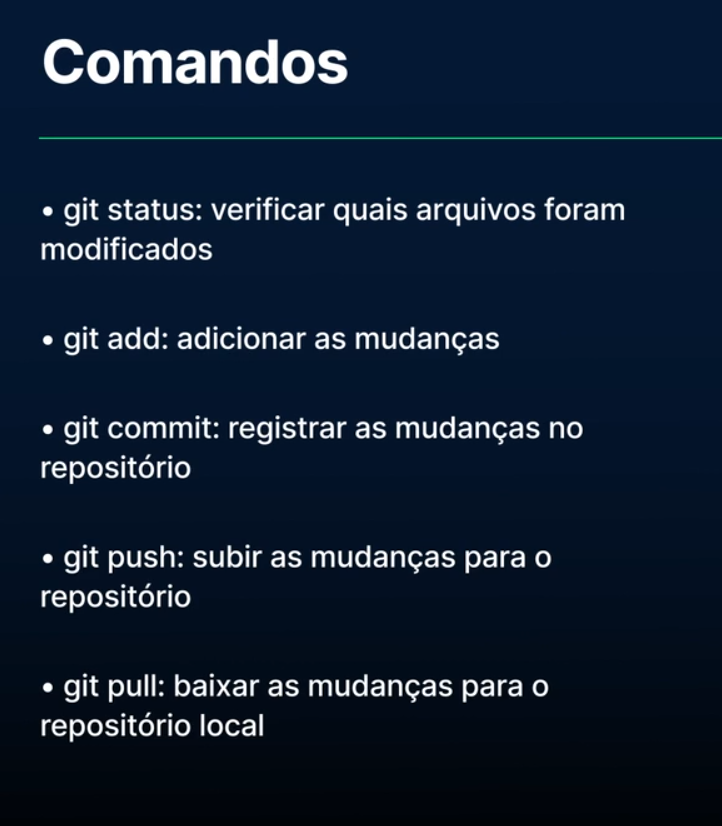 Comandos
• git status: verificar quais arquivos foram
modificados
• git add: adicionar as mudanças
• git commit: registrar as mudanças no
repositório
• git push: subir as mudanças para o
repositório
• git pull: baixar as mudanças para o
repositório local